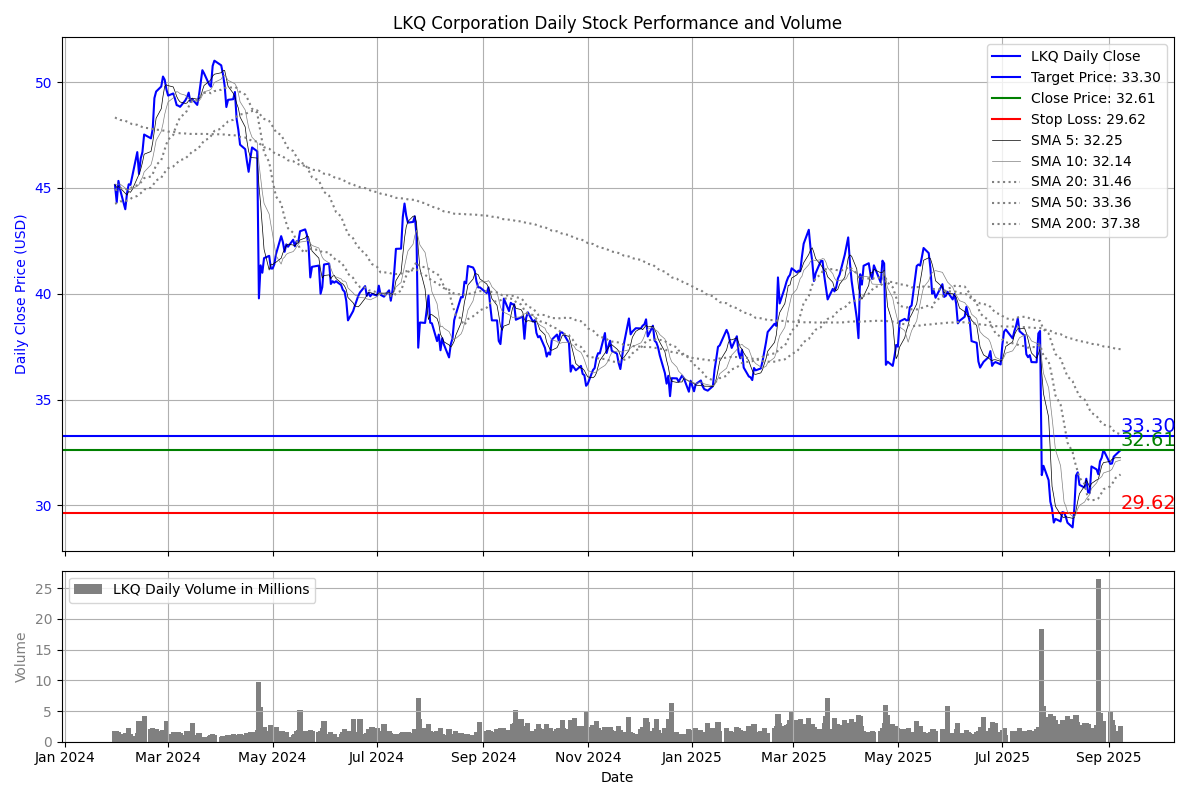 LKQ Corporation Daily Stock Performance and Volume
Daily Close Price (USD)
50
45
40
35
30
LKQ Daily Close
Target Price: 33.30
Close Price: 32.61
Stop Loss: 29.62
SMA 5: 32.25
SMA 10: 32.14
SMA 20: 31.46
SMA 50: 33.36
SMA 200: 37.38
33.30
32.61
29.62
Volume
25
20
15
10
5
0
LKQ Daily Volume in Millions
Jan 2024
Mar 2024
May 2024
Jul 2024
Sep 2024
Nov 2024
Jan 2025
Mar 2025
May 2025
Jul 2025
Sep 2025
Date